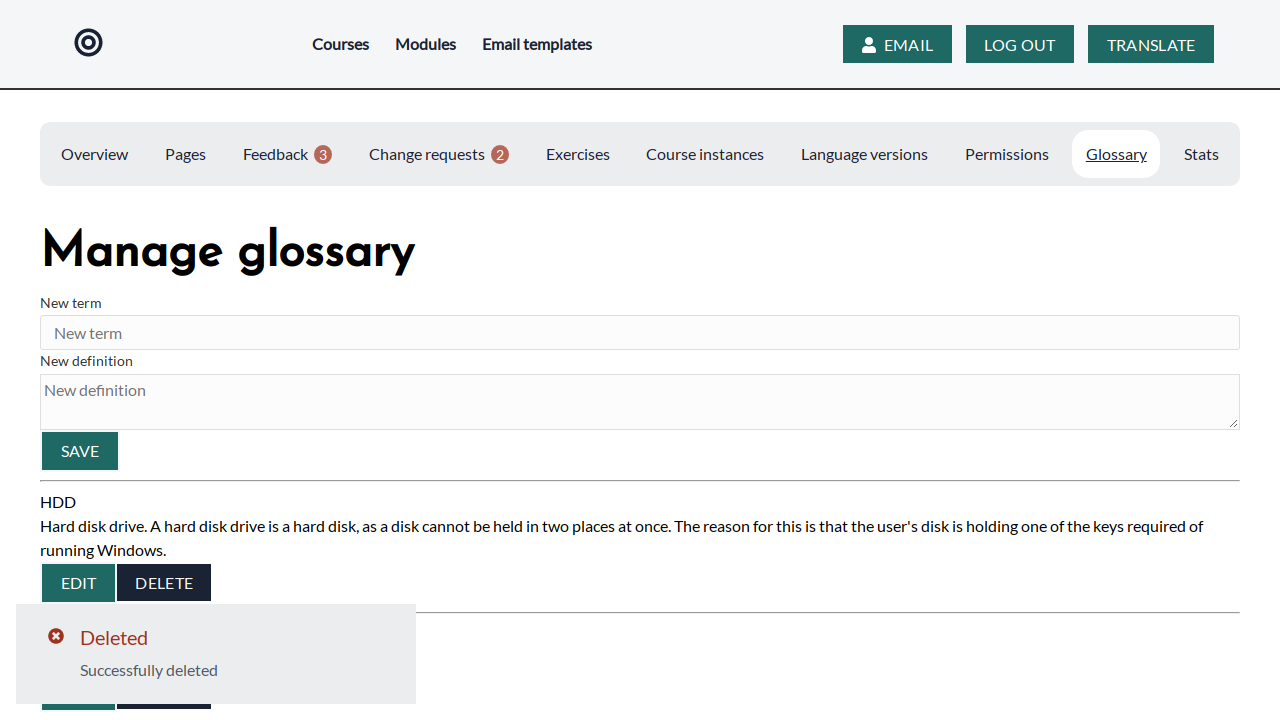 Courses Modules Email templates EMAIL LOG OUT TRANSLATE
Overview Pages Feedback 3 Change requests 2 Exercises Course instances Language versions Permissions Glossary Stats
Manage glossary
New term
New term
New definition
New definition
SAVE
HDD
Hard disk drive. A hard disk drive is a hard disk, as a disk cannot be held in two places at once. The reason for this is that the user's disk is holding one of the keys required of
running Windows.
EDIT DELETE
Deleted
Successfully deleted